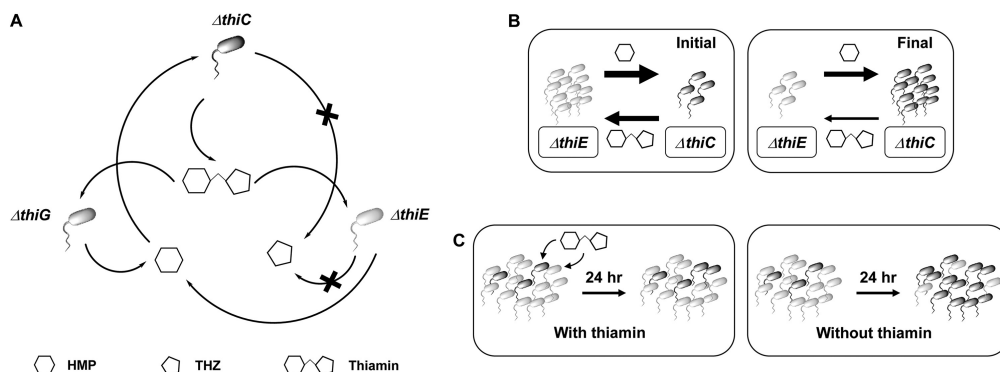 A
ΔthiC
ΔthiG
ΔthiE
HMP
THZ
Thiamin
B
Initial
ΔthiE
ΔthiC
Final
ΔthiE
ΔthiC
C
24 hr
With thiamin
24 hr
Without thiamin